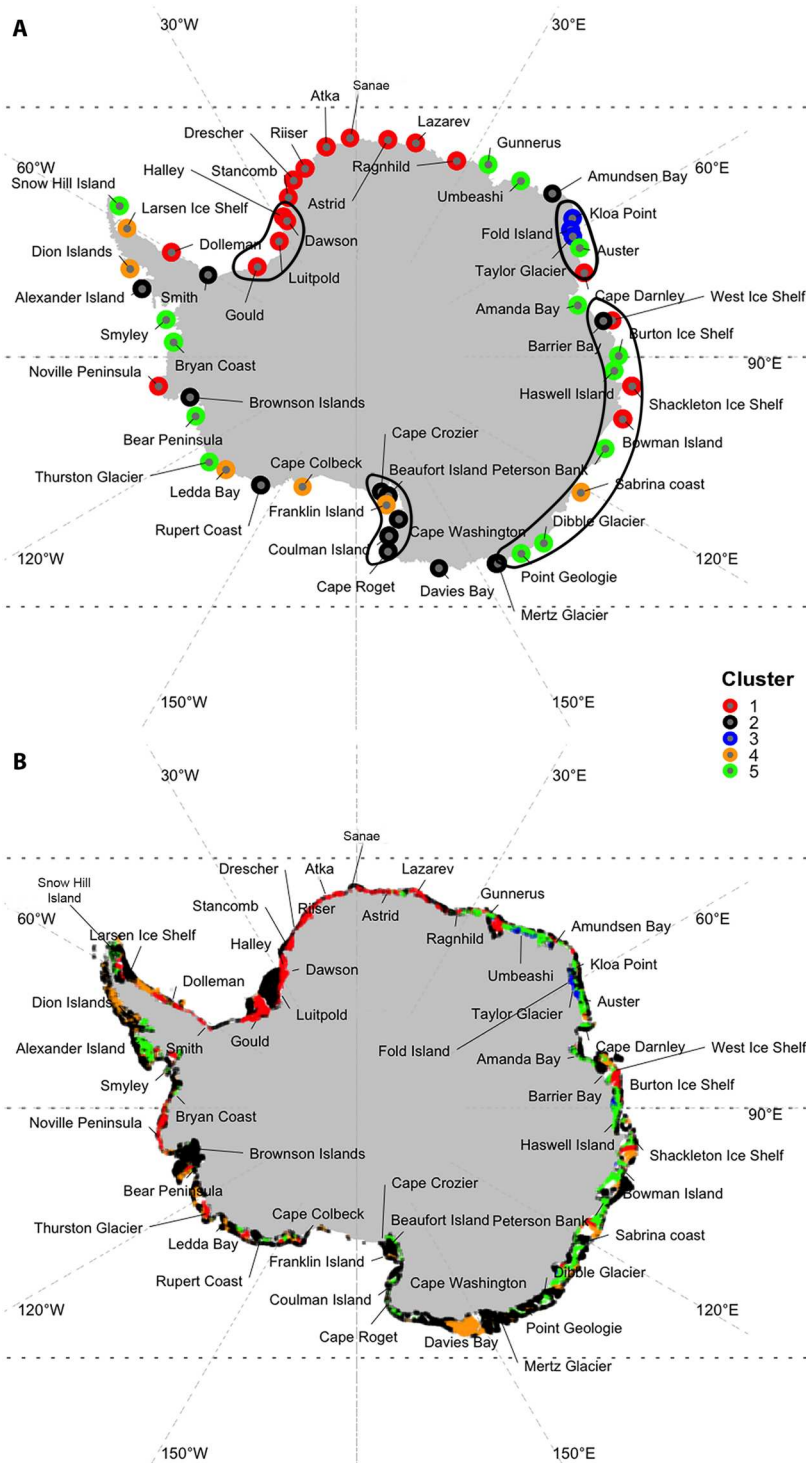 A
30°W
30°E
Sanae
Atka
Lazarev
Drescher
Riiser
Gunnerus
Halley
Stancomb
Ragnhild
60°W
60°E
Amundsen Bay
Snow Hill Island
Astrid
Umbeashi
Larsen Ice Shelf
Kloa Point
Dolleman
Dawson
Fold Island
Dion Islands
Auster
Luitpold
Taylor Glacier
Alexander Island
Smith
Cape Darnley
West Ice Shelf
Gould
Amanda Bay
Smyley
Burton Ice Shelf
Barrier Bay
Bryan Coast
90°E
Noville Peninsula
Haswell Island
Brownson Islands
Shackleton Ice Shelf
Bear Peninsula
Cape Crozier
Bowman Island
Thurston Glacier
Cape Colbeck
Beaufort Island
Peterson Bank
Ledda Bay
Sabrina coast
Franklin Island
Rupert Coast
Cape Washington
Dibble Glacier
Coulman Island
120°W
120°E
Cape Roget
Davies Bay
Point Geologie
Mertz Glacier
150°W
150°E
Cluster
1
2
3
4
5
B
30°W
30°E
Sanae
Drescher
Atka
Lazarev
Snow Hill
Island
Stancomb
Riiser
Astrid
Gunnerus
60°W
60°E
Larsen Ice Shelf
Halley
Ragnhild
Amundsen Bay
Kloa Point
Dawson
Umbeashi
Dolleman
Dion Islands
Auster
Luitpold
Taylor Glacier
Alexander Island
Smith
Gould
Fold Island
Cape Darnley
West Ice Shelf
Amanda Bay
Smyley
Burton Ice Shelf
Barrier Bay
Bryan Coast
90°E
Noville Peninsula
Haswell Island
Brownson Islands
Shackleton Ice Shelf
Bear Peninsula
Cape Crozier
Bowman Island
Thurston Glacier
Cape Colbeck
Beaufort Island
Peterson Bank
Ledda Bay
Sabrina coast
Franklin Island
Rupert Coast
Cape Washington
Dibble Glacier
Coulman Island
120°W
120°E
Cape Roget
Davies Bay
Point Geologie
Mertz Glacier
150°W
150°E